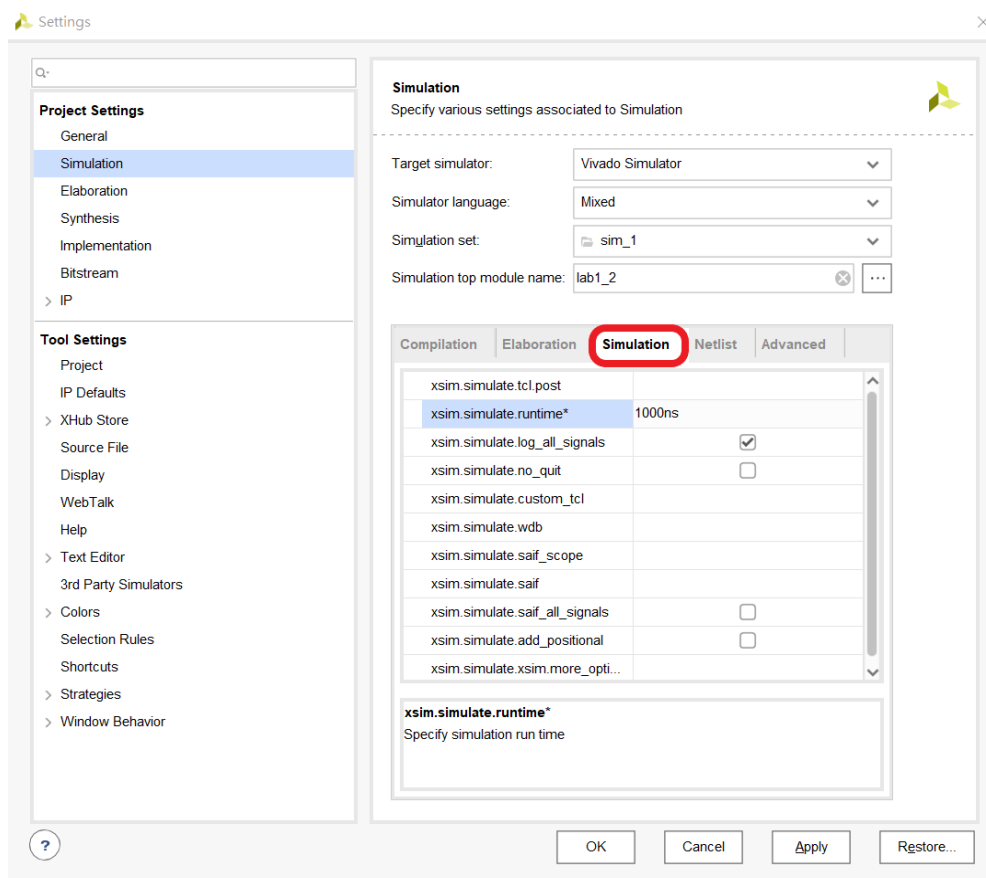 Settings
Project Settings
General
Simulation
Elaboration
Synthesis
Implementation
Bitstream
IP
Tool Settings
Project
IP Defaults
XHub Store
Source File
Display
WebTalk
Help
Text Editor
3rd Party Simulators
Colors
Selection Rules
Shortcuts
Strategies
Window Behavior
Simulation
Specify various settings associated to Simulation
Target simulator: Vivado Simulator
Simulator language: Mixed
Simulation set: sim_1
Simulation top module name: lab1_2 ...
Compilation Elaboration Simulation Netlist Advanced
xsim.simulate.tcl.post
xsim.simulate.runtime* 1000ns
xsim.simulate.log_all_signals
xsim.simulate.no_quit
xsim.simulate.custom_tcl
xsim.simulate.wdb
xsim.simulate.saif_scope
xsim.simulate.saif
xsim.simulate.saif_all_signals
xsim.simulate.add_positional
xsim.simulate.xsim.more_opti...
xsim.simulate.runtime*
Specify simulation run time
? OK Cancel Apply Restore...